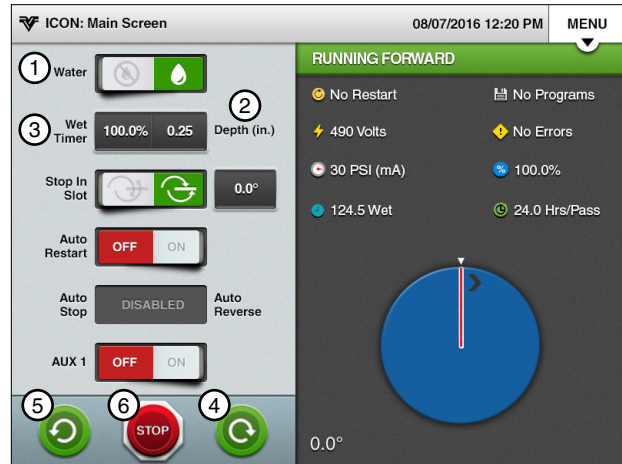 ICON: Main Screen
08/07/2016 12:20 PM
MENU
1
Water
2
3
Wet
Timer
100.0%
0.25
Depth (in.)
Stop In
Slot
0.0°
Auto
Restart
OFF
ON
Auto
Stop
DISABLED
Auto
Reverse
AUX 1
OFF
ON
5
6
4
STOP
RUNNING FORWARD
No Restart
No Programs
490 Volts
No Errors
30 PSI (mA)
% 100.0%
124.5 Wet
24.0 Hrs/Pass
0.0°